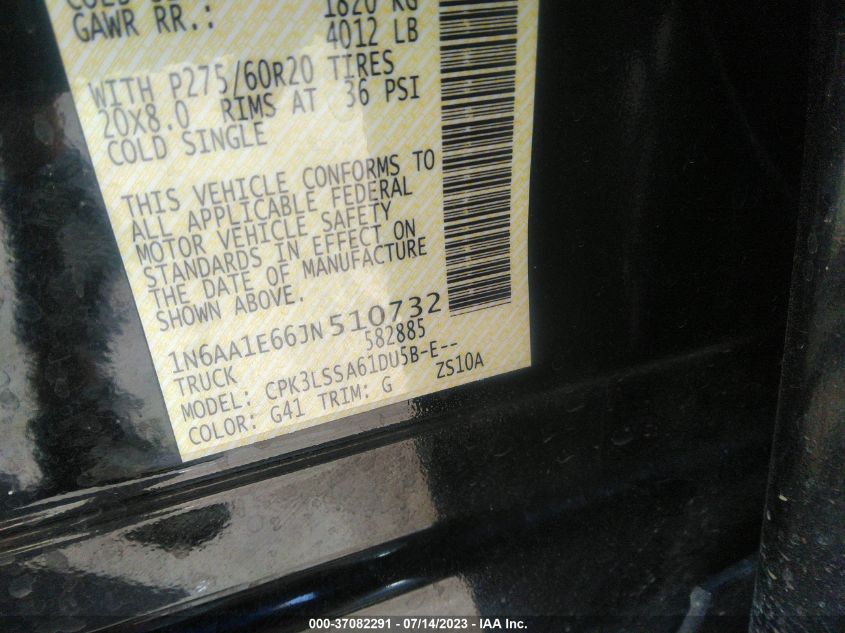 GAWR RR.: 1820 KG
4012 LB
WITH P275/60R20 TIRES
20X8.0 RIMS AT 36 PSI
COLD SINGLE
THIS VEHICLE CONFORMS TO
ALL APPLICABLE FEDERAL
MOTOR VEHICLE SAFETY
STANDARDS IN EFFECT ON
THE DATE OF MANUFACTURE
SHOWN ABOVE.
1N6AA1E66JN510732
TRUCK 582885
MODEL: CPK3LSSA61DU5B-E--
COLOR: G41 TRIM: G ZS10A
000-37082291 - 07/14/2023 - IAA Inc.